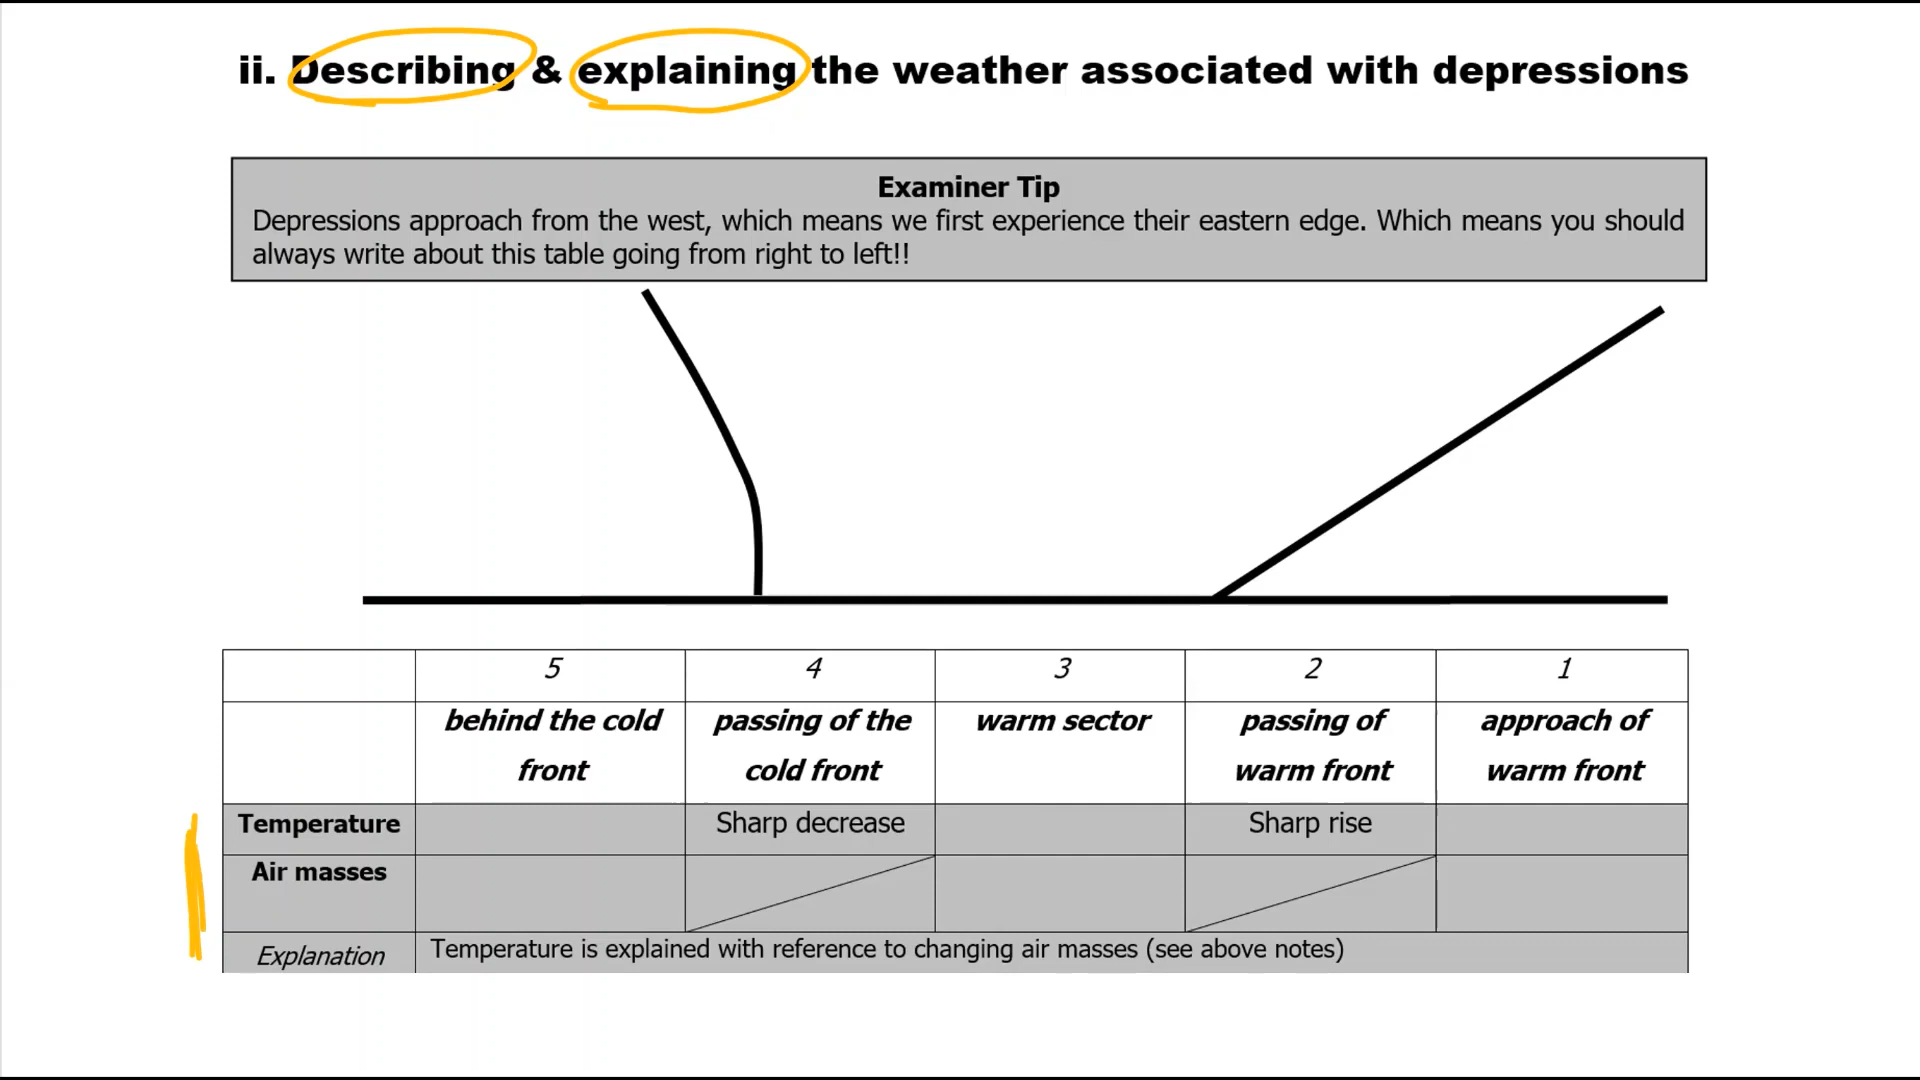 ii. Describing & explaining the weather associated with depressions
Examiner Tip
Depressions approach from the west, which means we first experience their eastern edge. Which means you should
always write about this table going from right to left!!
5 4 3 2 1
behind the cold passing of the warm sector passing of approach of
front cold front warm front warm front
Temperature Sharp decrease Sharp rise
Air masses
Explanation Temperature is explained with reference to changing air masses (see above notes)